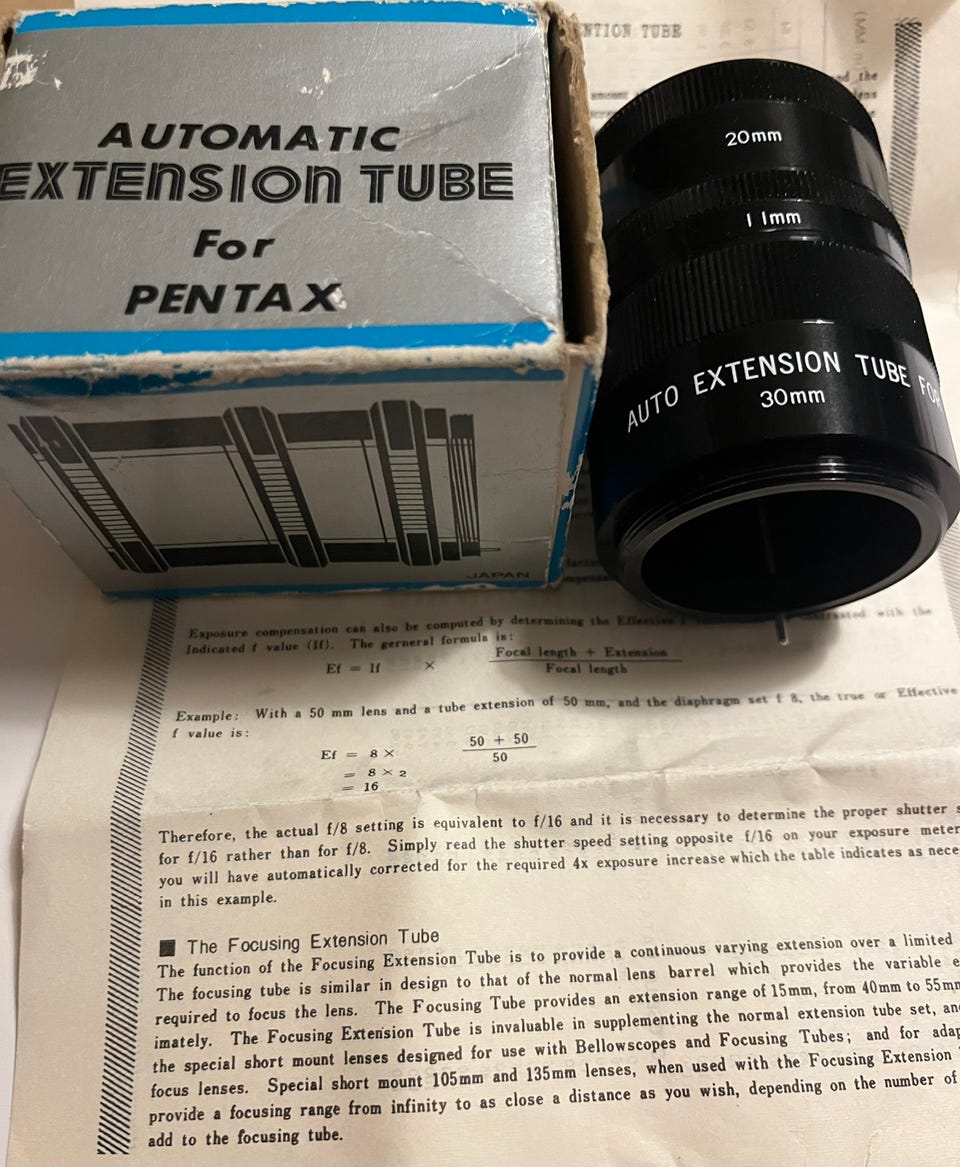 AUTOMATIC
EXTENSION TUBE
For
PENTAX
JAPAN
TUBE
the
20mm
11mm
AUTO EXTENSION TUBE FOR
30mm
Exposure compensation can also be computed by determining the Effective with the
Indicated f value (If). The gerneral formula is:
Ef = If × Focal length + Extension
Focal length
Example: With a 50 mm lens and a tube extension of 50 mm, and the diaphragm set f 8, the true or Effective
f value is:
Ef = 8 × 50 + 50
50
= 8 × 2
= 16
Therefore, the actual f/8 setting is equivalent to f/16 and it is necessary to determine the proper shutter s
for f/16 rather than for f/8. Simply read the shutter speed setting opposite f/16 on your exposure meter
you will have automatically corrected for the required 4x exposure increase which the table indicates as nece
in this example.
■ The Focusing Extension Tube
The function of the Focusing Extension Tube is to provide a continuous varying extension over a limited
The focusing tube is similar in design to that of the normal lens barrel which provides the variable e
required to focus the lens. The Focusing Tube provides an extension range of 15mm, from 40mm to 55mm
imately. The Focusing Extension Tube is invaluable in supplementing the normal extension tube set, and
the special short mount lenses designed for use with Bellowscopes and Focusing Tubes; and for adap
focus lenses. Special short mount 105mm and 135mm lenses, when used with the Focusing Extension
provide a focusing range from infinity to as close a distance as you wish, depending on the number of
add to the focusing tube.